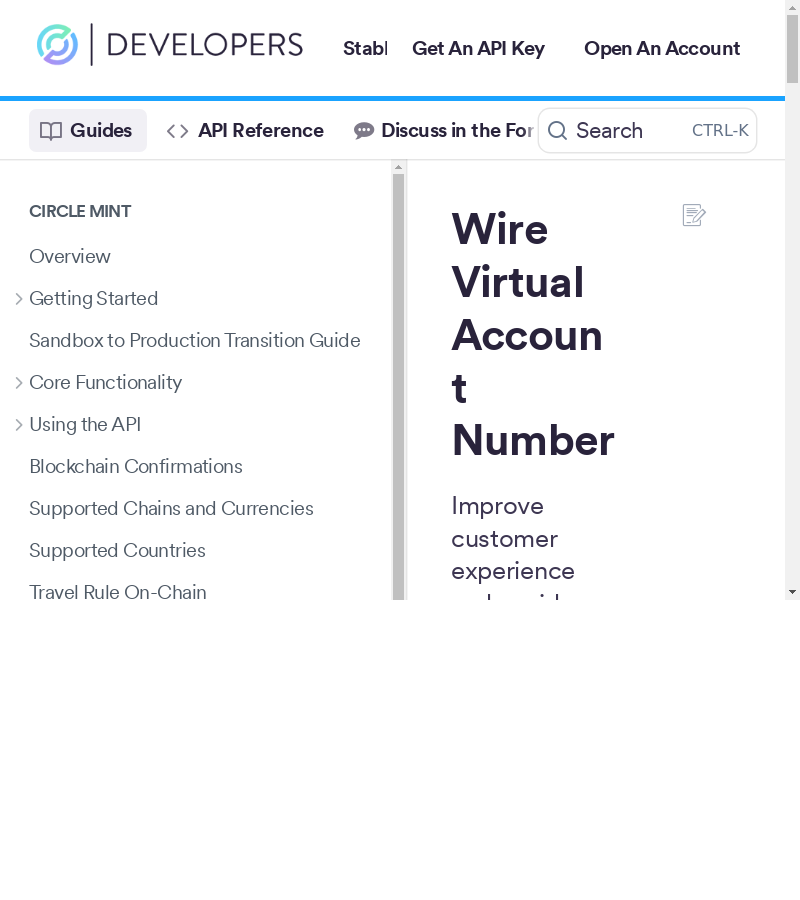 DEVELOPERS
Stabl
Get An API Key
Open An Account
Guides
API Reference
Discuss in the For
Search
CTRL-K
CIRCLE MINT
Overview
Getting Started
Sandbox to Production Transition Guide
Core Functionality
Using the API
Blockchain Confirmations
Supported Chains and Currencies
Supported Countries
Travel Rule On-Chain
Wire
Virtual
Accoun
t
Number
Improve
customer
experience